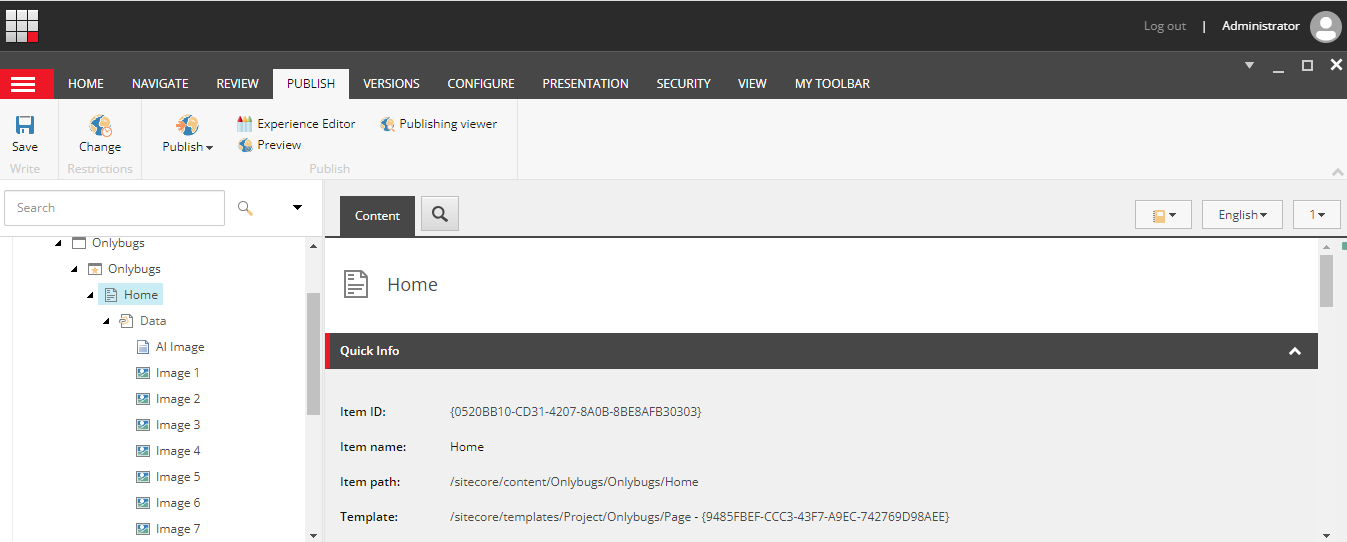 Log out | Administrator
HOME NAVIGATE REVIEW PUBLISH VERSIONS CONFIGURE PRESENTATION SECURITY VIEW MY TOOLBAR
Save
Write
Change
Restrictions
Publish
Experience Editor
Preview
Publishing viewer
Publish
Search
Onlybugs
Onlybugs
Home
Data
AI Image
Image 1
Image 2
Image 3
Image 4
Image 5
Image 6
Image 7
Content
English
1
Home
Quick Info
Item ID: {0520BB10-CD31-4207-8A0B-8BE8AFB30303}
Item name: Home
Item path: /sitecore/content/Onlybugs/Onlybugs/Home
Template: /sitecore/templates/Project/Onlybugs/Page - {9485FBEF-CCC3-43F7-A9EC-742769D98AEE}